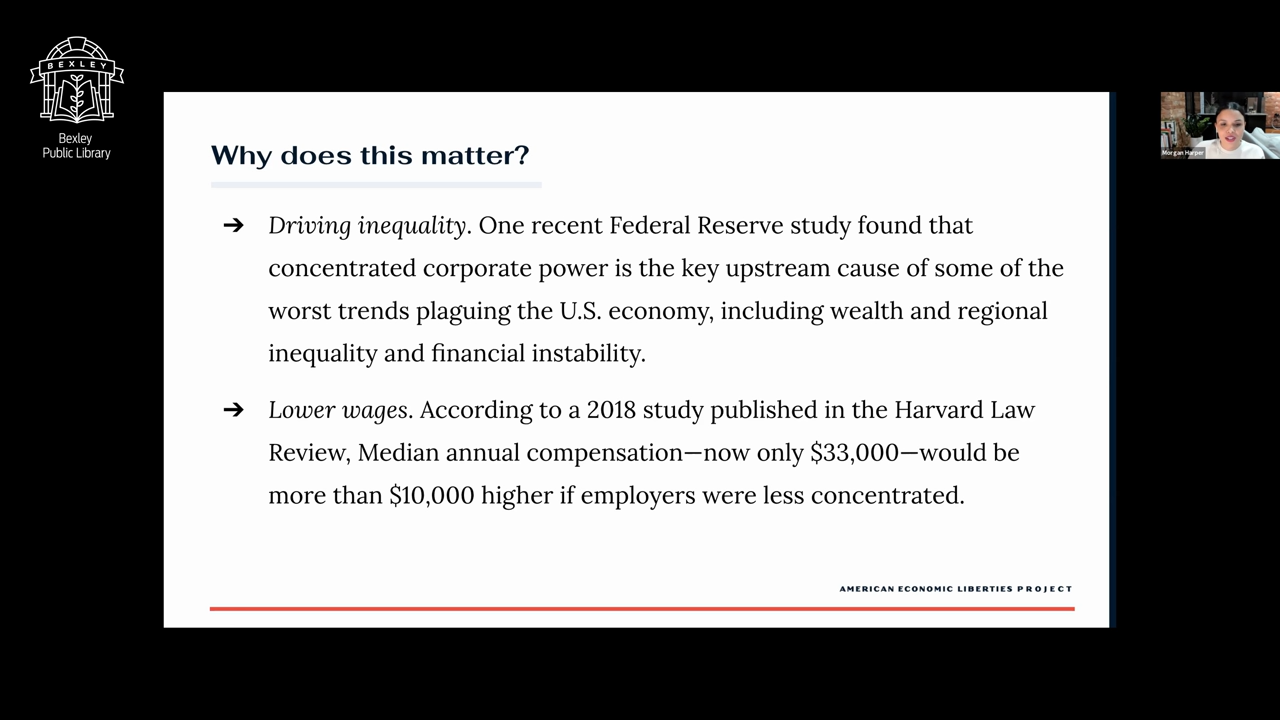 BEXLEY
Bexley
Public Library
Why does this matter?
➔ Driving inequality. One recent Federal Reserve study found that
concentrated corporate power is the key upstream cause of some of the
worst trends plaguing the U.S. economy, including wealth and regional
inequality and financial instability.
➔ Lower wages. According to a 2018 study published in the Harvard Law
Review, Median annual compensation—now only $33,000—would be
more than $10,000 higher if employers were less concentrated.
AMERICAN ECONOMIC LIBERTIES PROJECT
Morgan Harper